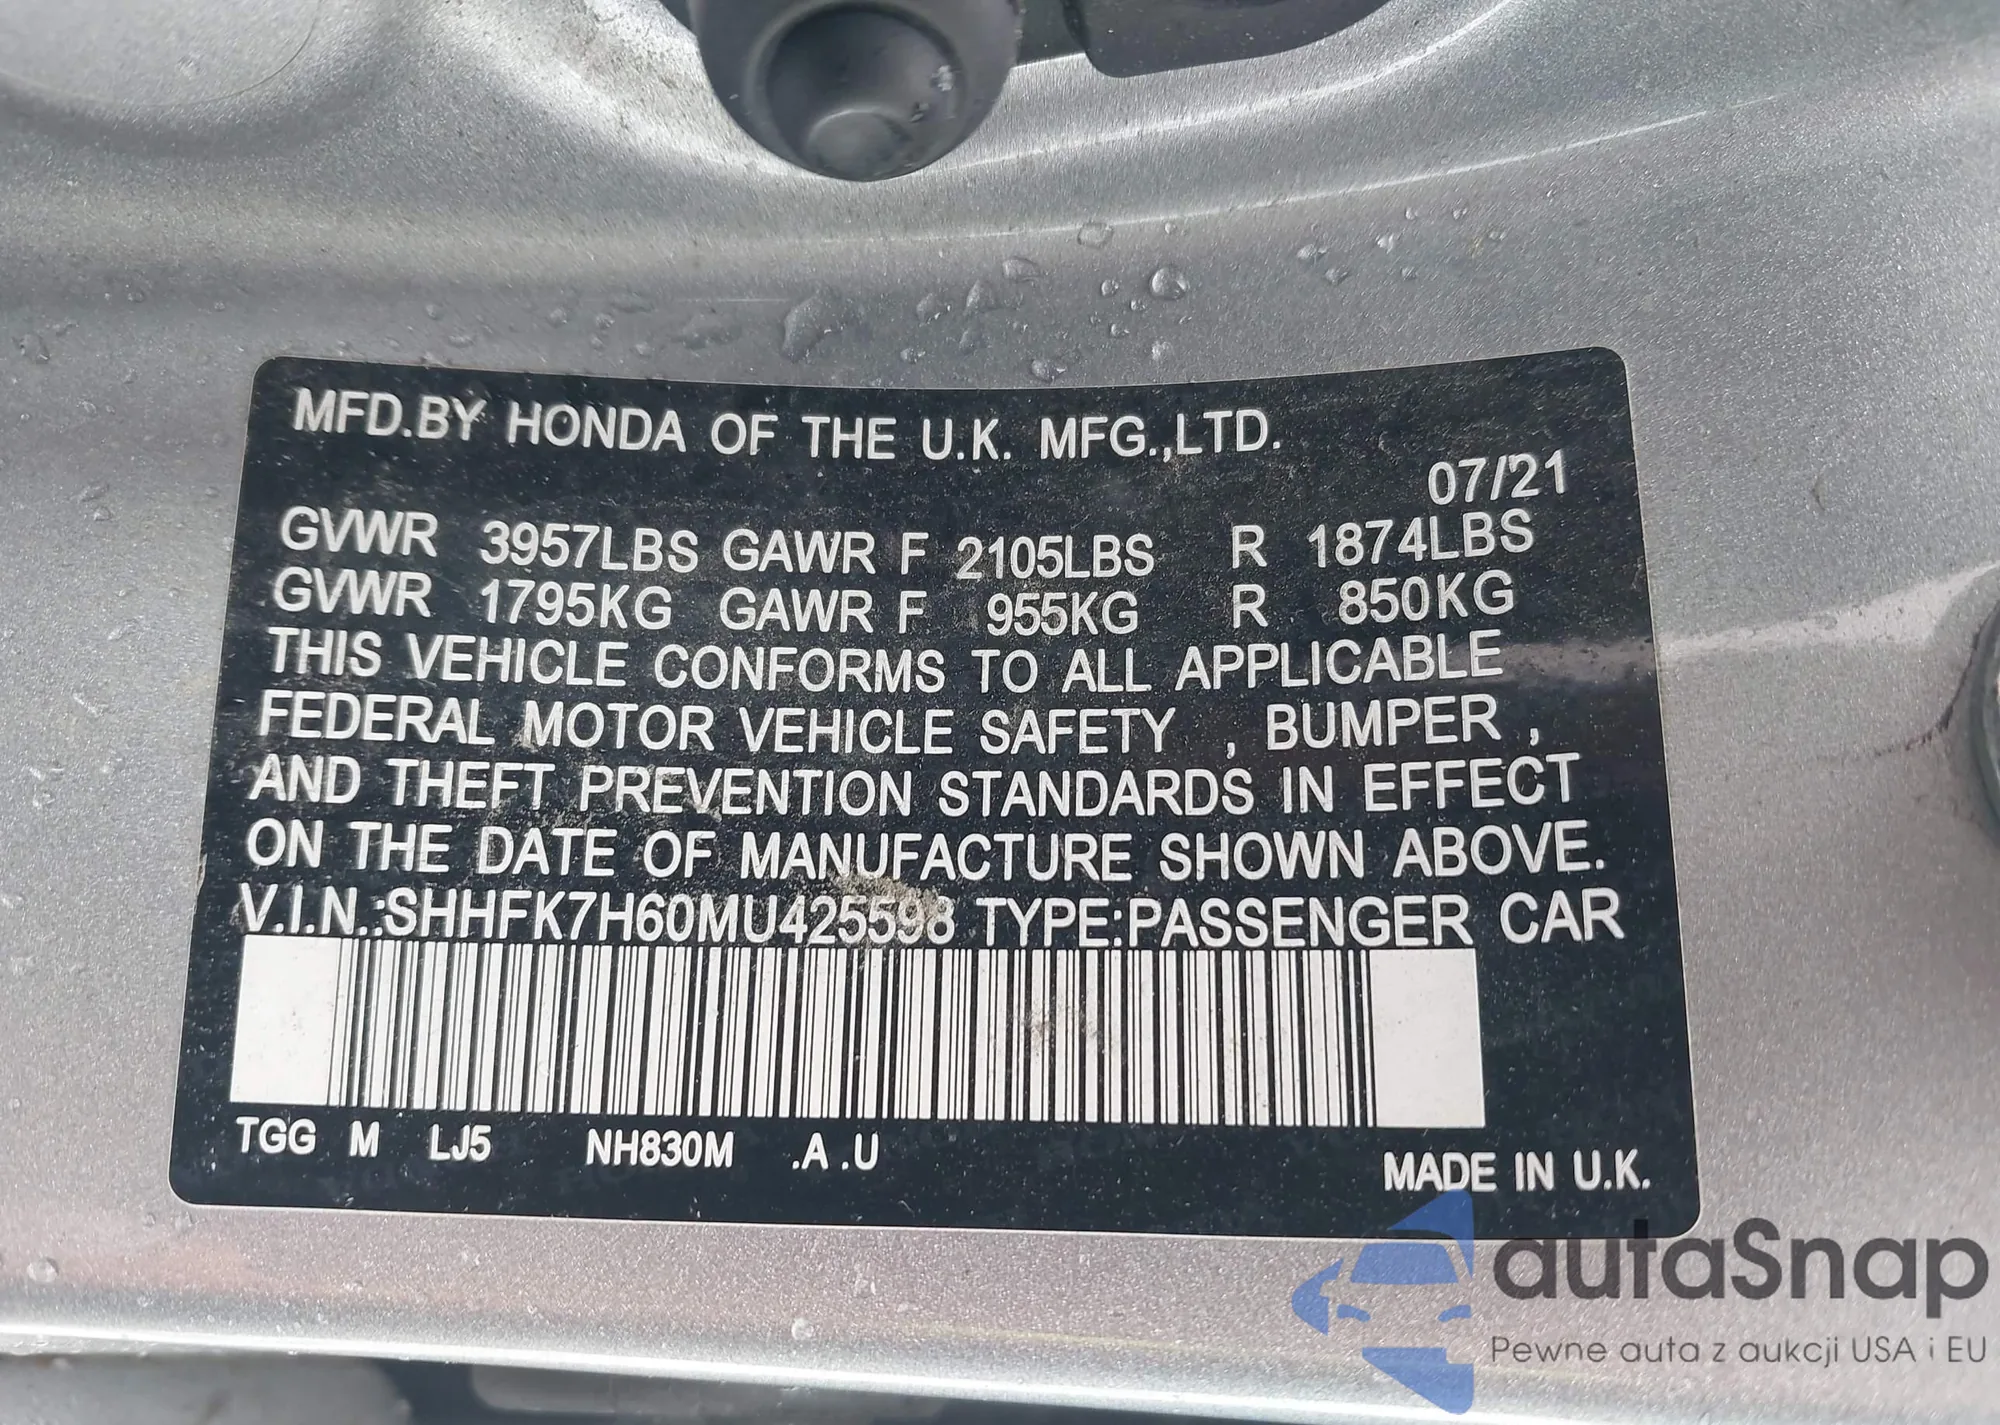 MFD.BY HONDA OF THE U.K. MFG.,LTD.
07/21
GVWR 3957LBS GAWR F 2105LBS R 1874LBS
GVWR 1795KG GAWR F 955KG R 850KG
THIS VEHICLE CONFORMS TO ALL APPLICABLE
FEDERAL MOTOR VEHICLE SAFETY , BUMPER ,
AND THEFT PREVENTION STANDARDS IN EFFECT
ON THE DATE OF MANUFACTURE SHOWN ABOVE.
V.I.N.:SHHFK7H60MU425598 TYPE:PASSENGER CAR
TGG M LJ5 NH830M .A .U
MADE IN U.K.
autaSnap
Pewne auta z aukcji USA i EU